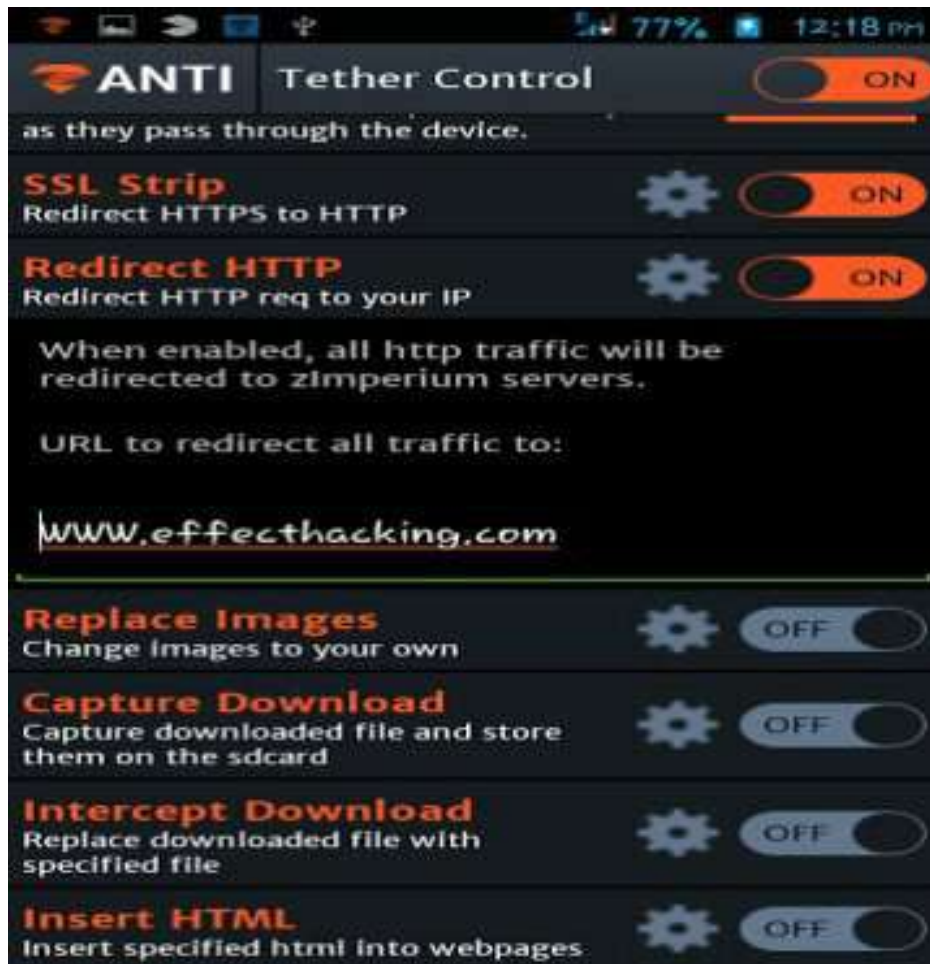 77% 12:18 PM
ANTI Tether Control ON
as they pass through the device.
SSL Strip
Redirect HTTPS to HTTP
ON
Redirect HTTP
Redirect HTTP req to your IP
ON
When enabled, all http traffic will be
redirected to zImperium servers.
URL to redirect all traffic to:
WWW.effecthacking.com
Replace Images
Change images to your own
OFF
Capture Download
Capture downloaded file and store
them on the sdcard
OFF
Intercept Download
Replace downloaded file with
specified file
OFF
Insert HTML
Insert specified html into webpages
OFF